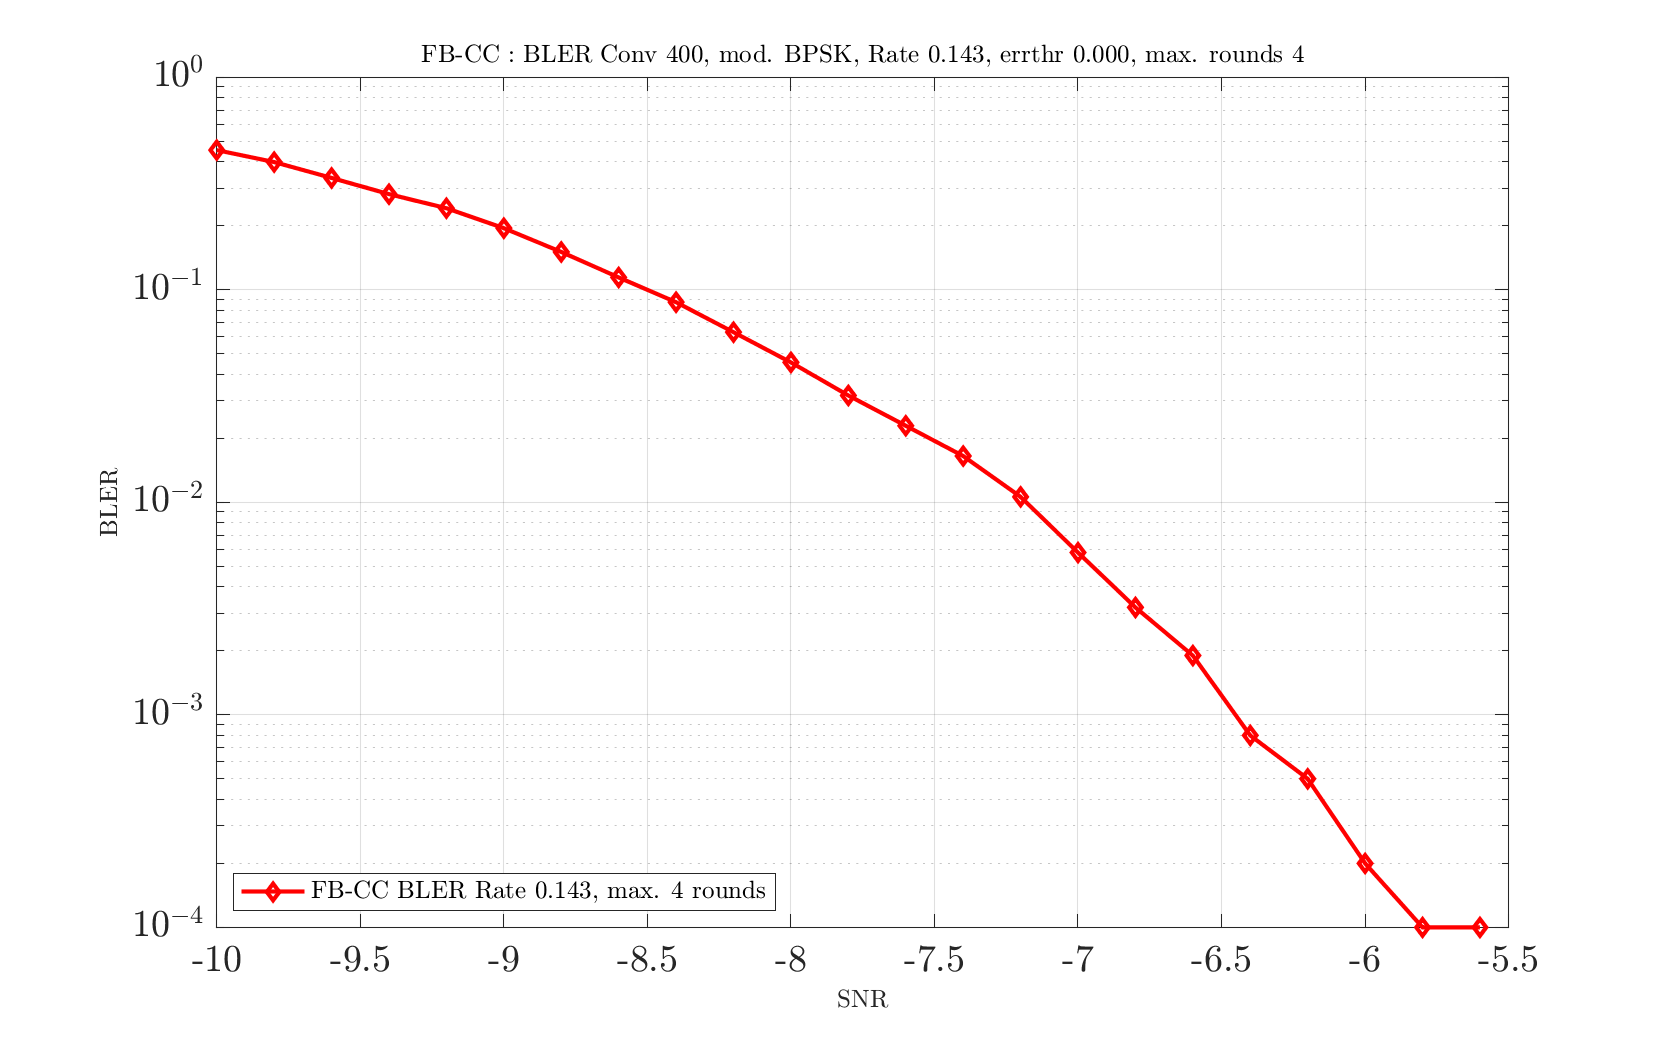 FB-CC : BLER Conv 400, mod. BPSK, Rate 0.143, errthr 0.000, max. rounds 4
10⁰
10⁻¹
10⁻²
10⁻³
10⁻⁴
BLER
FB-CC BLER Rate 0.143, max. 4 rounds
-10 -9.5 -9 -8.5 -8 -7.5 -7 -6.5 -6 -5.5
SNR